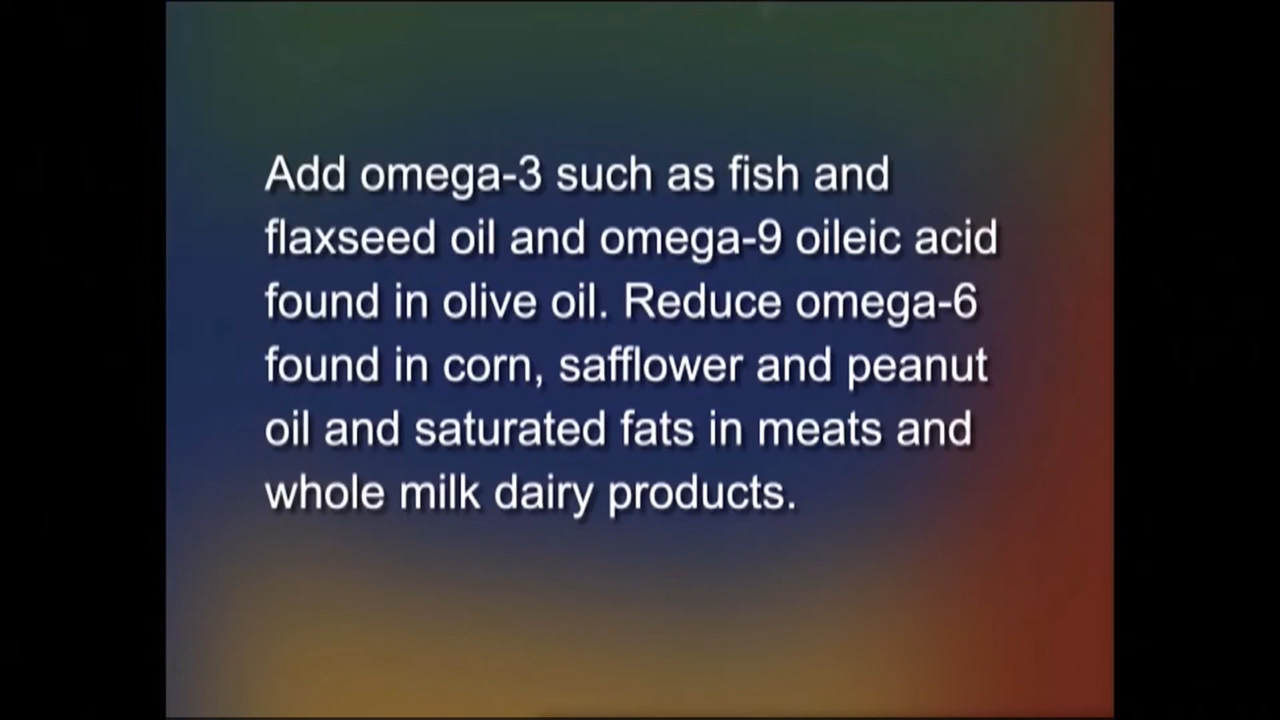 Add omega-3 such as fish and
flaxseed oil and omega-9 oileic acid
found in olive oil. Reduce omega-6
found in corn, safflower and peanut
oil and saturated fats in meats and
whole milk dairy products.